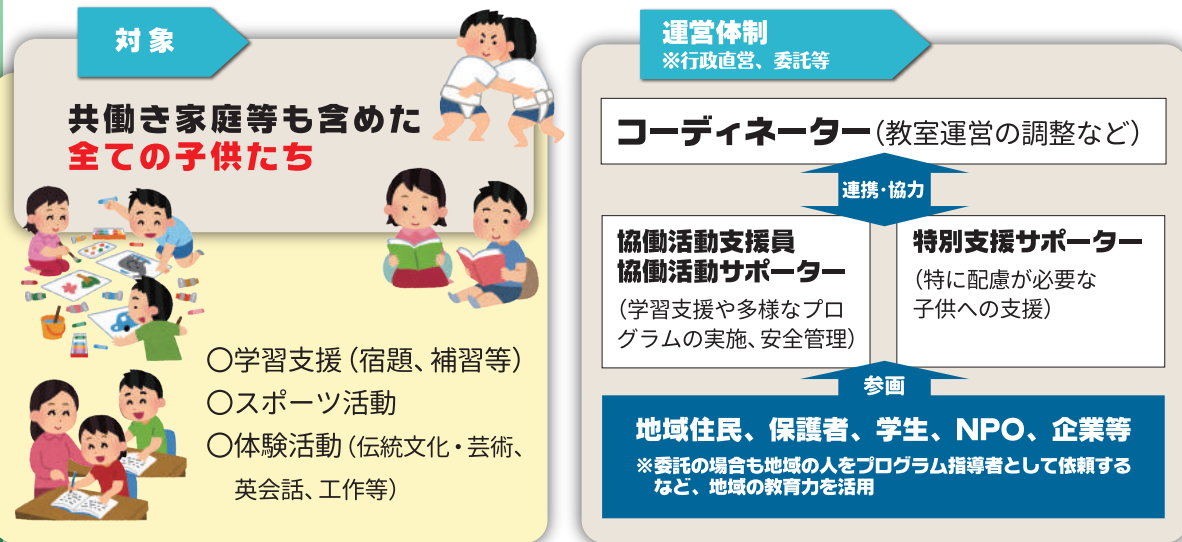 対象
共働き家庭等も含めた
全ての子供たち
〇学習支援（宿題、補習等）
〇スポーツ活動
〇体験活動（伝統文化・芸術、
英会話、工作等）
運営体制
※行政直営、委託等
コーディネーター（教室運営の調整など）
連携・協力
協働活動支援員
協働活動サポーター
（学習支援や多様なプロ
グラムの実施、安全管理）
特別支援サポーター
（特に配慮が必要な
子供への支援）
参画
地域住民、保護者、学生、NPO、企業等
※委託の場合も地域の人をプログラム指導者として依頼する
など、地域の教育力を活用